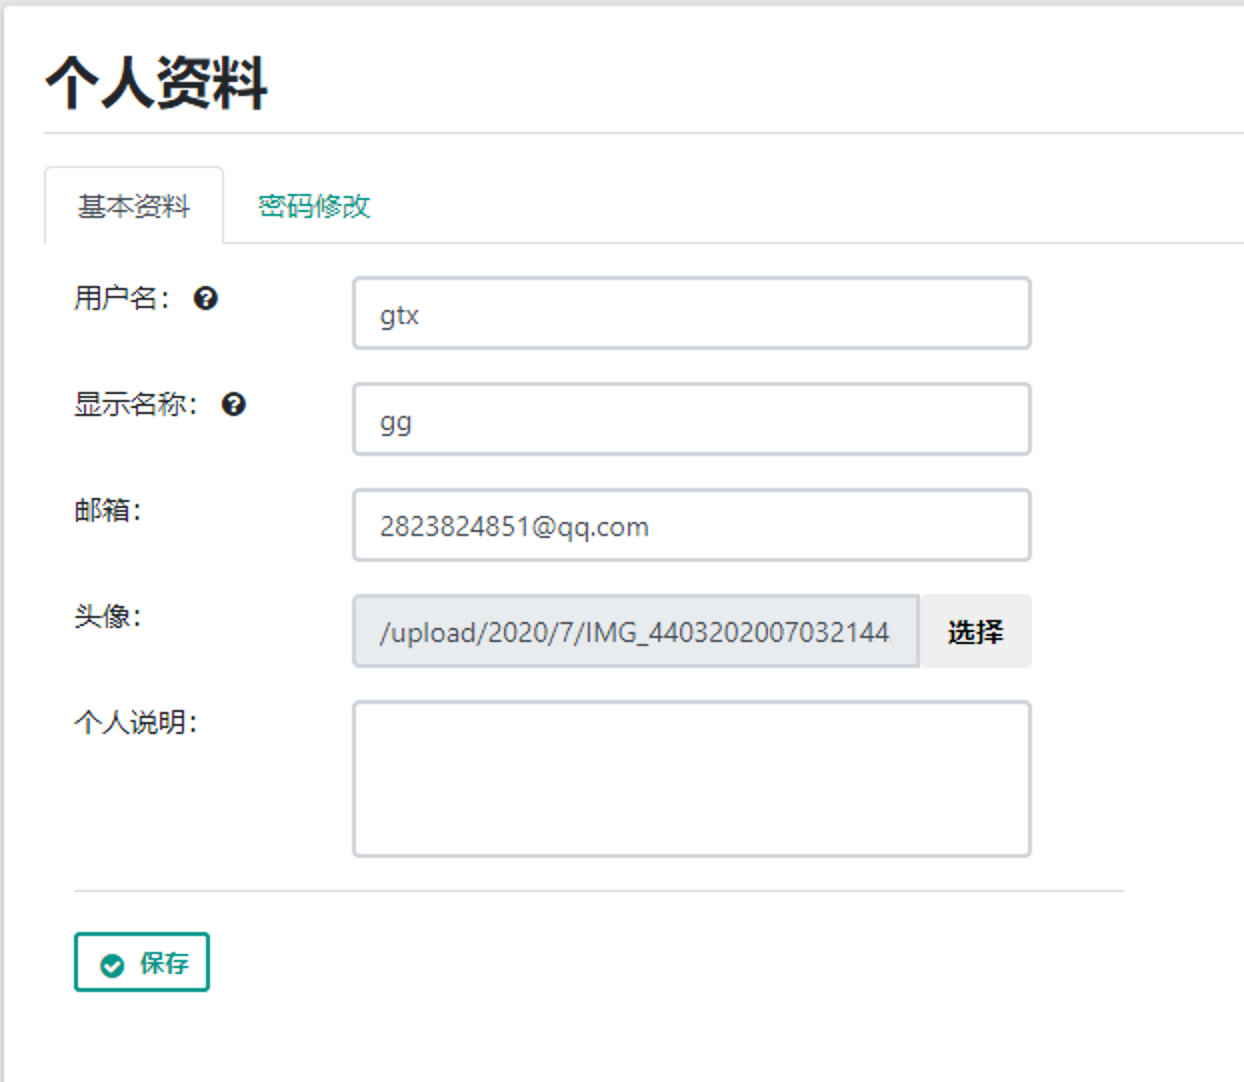 个人资料
基本资料 密码修改
用户名： gtx
显示名称： gg
邮箱： 2823824851@qq.com
头像： /upload/2020/7/IMG_4403202007032144 选择
个人说明：
保存